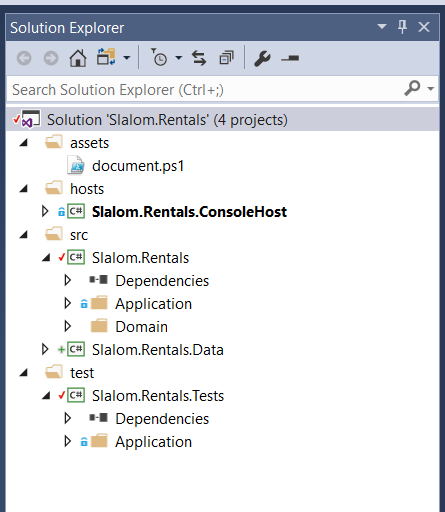 Solution Explorer
Search Solution Explorer (Ctrl+;)
Solution 'Slalom.Rentals' (4 projects)
assets
document.ps1
hosts
C# Slalom.Rentals.ConsoleHost
src
C# Slalom.Rentals
Dependencies
Application
Domain
C# Slalom.Rentals.Data
test
C# Slalom.Rentals.Tests
Dependencies
Application